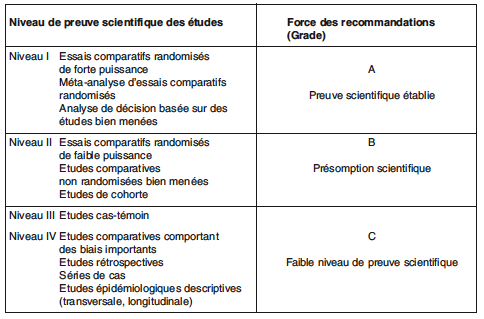 Niveau de preuve scientifique des études
Force des recommandations
(Grade)
Niveau I Essais comparatifs randomisés
de forte puissance
Méta-analyse d'essais comparatifs
randomisés
Analyse de décision basée sur des
études bien menées
A
Preuve scientifique établie
Niveau II Essais comparatifs randomisés
de faible puissance
Etudes comparatives
non randomisées bien menées
Etudes de cohorte
B
Présomption scientifique
Niveau III Etudes cas-témoin
Niveau IV Etudes comparatives comportant
des biais importants
Etudes rétrospectives
Séries de cas
Etudes épidémiologiques descriptives
(transversale, longitudinale)
C
Faible niveau de preuve scientifique